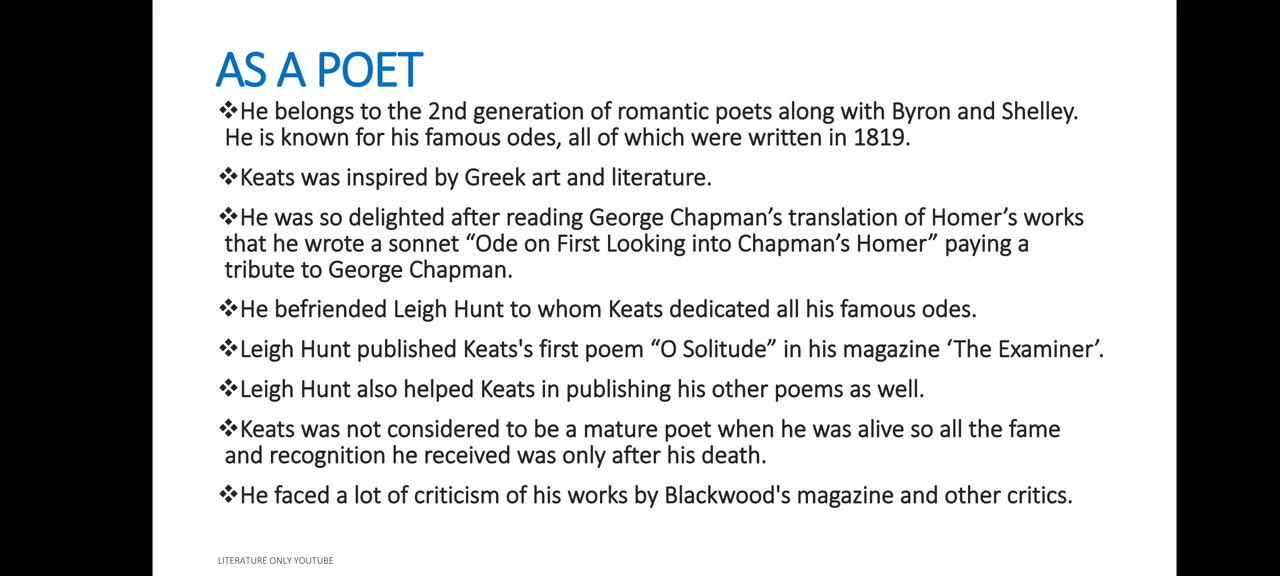 AS A POET
❖He belongs to the 2nd generation of romantic poets along with Byron and Shelley.
He is known for his famous odes, all of which were written in 1819.
❖Keats was inspired by Greek art and literature.
❖He was so delighted after reading George Chapman’s translation of Homer’s works
that he wrote a sonnet “Ode on First Looking into Chapman’s Homer” paying a
tribute to George Chapman.
❖He befriended Leigh Hunt to whom Keats dedicated all his famous odes.
❖Leigh Hunt published Keats's first poem “O Solitude” in his magazine ‘The Examiner’.
❖Leigh Hunt also helped Keats in publishing his other poems as well.
❖Keats was not considered to be a mature poet when he was alive so all the fame
and recognition he received was only after his death.
❖He faced a lot of criticism of his works by Blackwood's magazine and other critics.
LITERATURE ONLY YOUTUBE